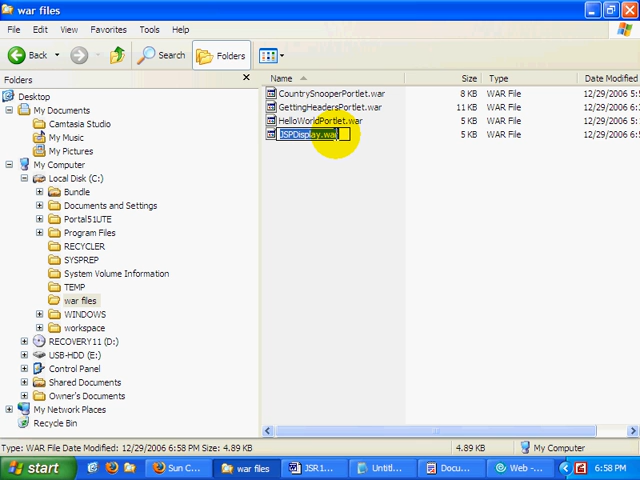 war files
File Edit View Favorites Tools Help
Back Search Folders
Folders
Name Size Type Date Modified
Desktop
My Documents
Camtasia Studio
My Music
My Pictures
My Computer
Local Disk (C:)
Bundle
Documents and Settings
Portal51UTE
Program Files
RECYCLER
SYSPREP
System Volume Information
TEMP
war files
WINDOWS
workspace
RECOVERY11 (D:)
USB-HDD (E:)
Control Panel
Shared Documents
Owner's Documents
My Network Places
Recycle Bin
CountrySnooperPortlet.war 8 KB WAR File 12/29/2006 5:5
GettingHeadersPortlet.war 11 KB WAR File 12/29/2006 5:
HelloWorldPortlet.war 5 KB WAR File 12/29/2006 5:
JSPDisplay.war 5 KB WAR File 12/29/2006 6:
Type: WAR File Date Modified: 12/29/2006 6:58 PM Size: 4.89 KB 4.89 KB My Computer
start Sun C... war files JSR1... Untitl... Docu... Web -... 6:58 PM